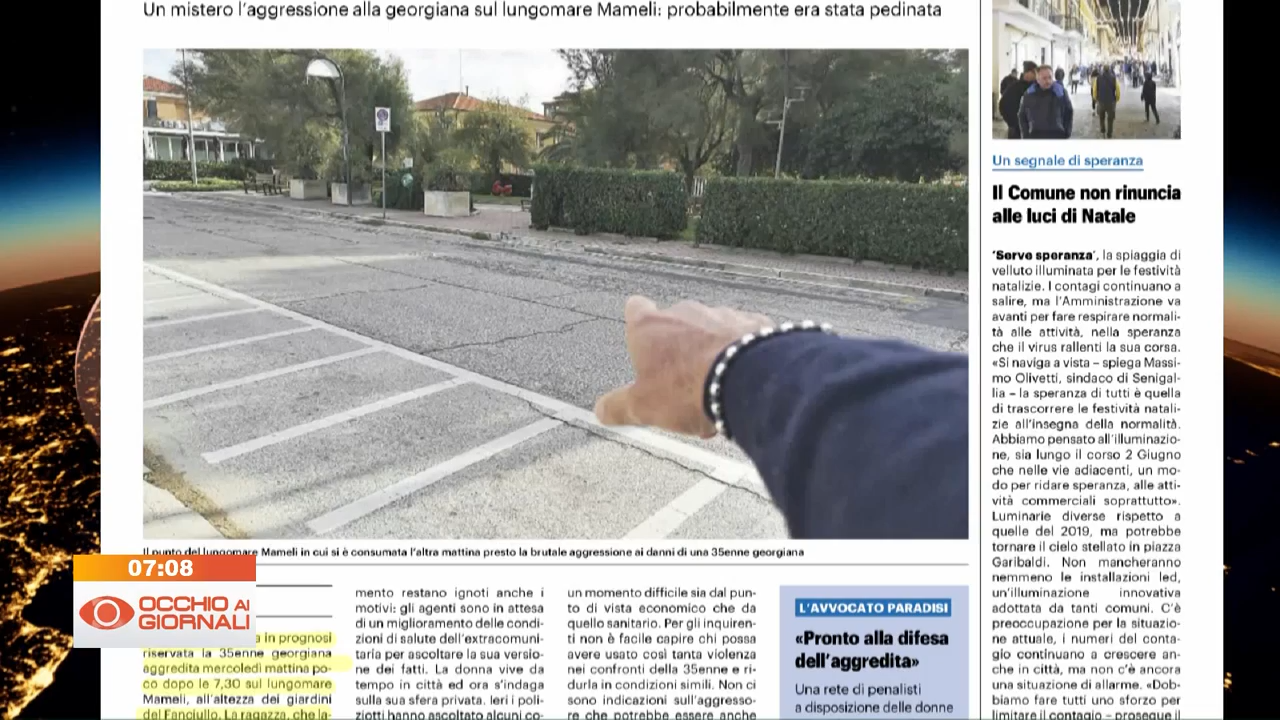 Un mistero l'aggressione alla georgiana sul lungomare Mameli: probabilmente era stata pedinata
Il punto del lungomare Mameli in cui si è consumata l'altra mattina presto la brutale aggressione ai danni di una 35enne georgiana
07:08
OCCHIO AI
GIORNALI
a in prognosi
riservata la 35enne georgiana
aggredita mercoledì mattina po-
co dopo le 7,30 sul lungomare
Mameli, all'altezza dei giardini
del Fanciullo. La ragazza, che la-
mento restano ignoti anche i
motivi: gli agenti sono in attesa
di un miglioramento delle condi-
zioni di salute dell'extracomuni-
taria per ascoltare la sua versio-
ne dei fatti. La donna vive da
tempo in città ed ora s'indaga
sulla sua sfera privata. Ieri i poli-
ziotti hanno ascoltato alcuni co-
un momento difficile sia dal pun-
to di vista economico che da
quello sanitario. Per gli inquiren-
ti non è facile capire chi possa
avere usato così tanta violenza
nei confronti della 35enne e ri-
durla in condizioni simili. Non ci
sono indicazioni sull'aggresso-
re che potrebbe essere anche
L'AVVOCATO PARADISI
«Pronto alla difesa
dell'aggredita»
Una rete di penalisti
a disposizione delle donne
Un segnale di speranza
Il Comune non rinuncia
alle luci di Natale
'Serve speranza', la spiaggia di
velluto illuminata per le festività
natalizie. I contagi continuano a
salire, ma l'Amministrazione va
avanti per fare respirare normali-
tà alle attività, nella speranza
che il virus rallenti la sua corsa.
«Si naviga a vista – spiega Massi-
mo Olivetti, sindaco di Senigal-
lia – la speranza di tutti è quella
di trascorrere le festività natali-
zie all'insegna della normalità.
Abbiamo pensato all'illuminazio-
ne, sia lungo il corso 2 Giugno
che nelle vie adiacenti, un mo-
do per ridare speranza, alle atti-
vità commerciali soprattutto».
Luminarie diverse rispetto a
quelle del 2019, ma potrebbe
tornare il cielo stellato in piazza
Garibaldi. Non mancheranno
nemmeno le installazioni led,
un'illuminazione innovativa
adottata da tanti comuni. C'è
preoccupazione per la situazio-
ne attuale, i numeri del conta-
gio continuano a crescere an-
che in città, ma non c'è ancora
una situazione di allarme. «Dob-
biamo fare tutti uno sforzo per
limitare il contagio – prosegue il